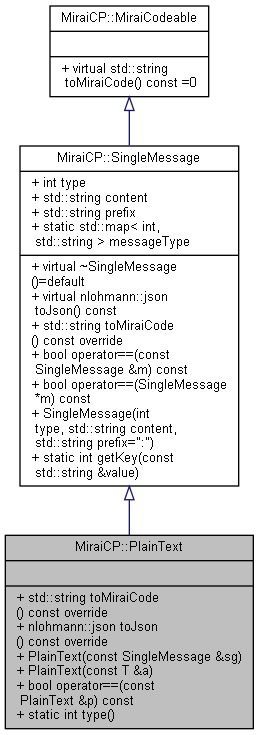 MiraiCP::MiraiCodeable
+ virtual std::string
toMiraiCode() const =0
MiraiCP::SingleMessage
+ int type
+ std::string content
+ std::string prefix
+ static std::map< int,
std::string > messageType
+ virtual ~SingleMessage
()=default
+ virtual nlohmann::json
toJson() const
+ std::string toMiraiCode
() const override
+ bool operator==(const
SingleMessage &m) const
+ bool operator==(SingleMessage
*m) const
+ SingleMessage(int
type, std::string content,
std::string prefix=":")
+ static int getKey(const
std::string &value)
MiraiCP::PlainText
+ std::string toMiraiCode
() const override
+ nlohmann::json toJson
() const override
+ PlainText(const SingleMessage &sg)
+ PlainText(const T &a)
+ bool operator==(const
PlainText &p) const
+ static int type()